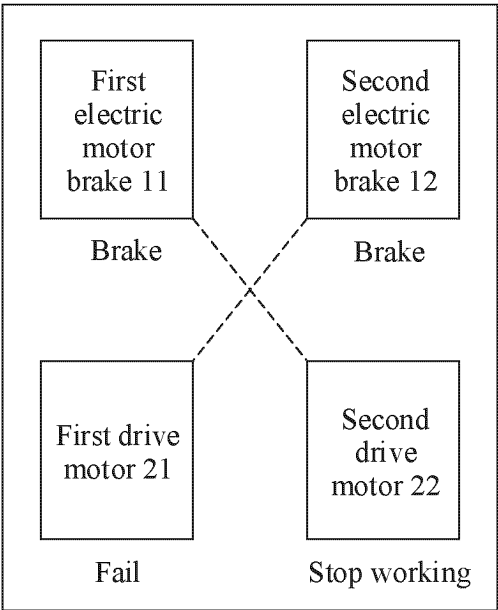 First
electric
motor
brake 11
Second
electric
motor
brake 12
Brake
Brake
First drive
motor 21
Second
drive
motor 22
Fail
Stop working